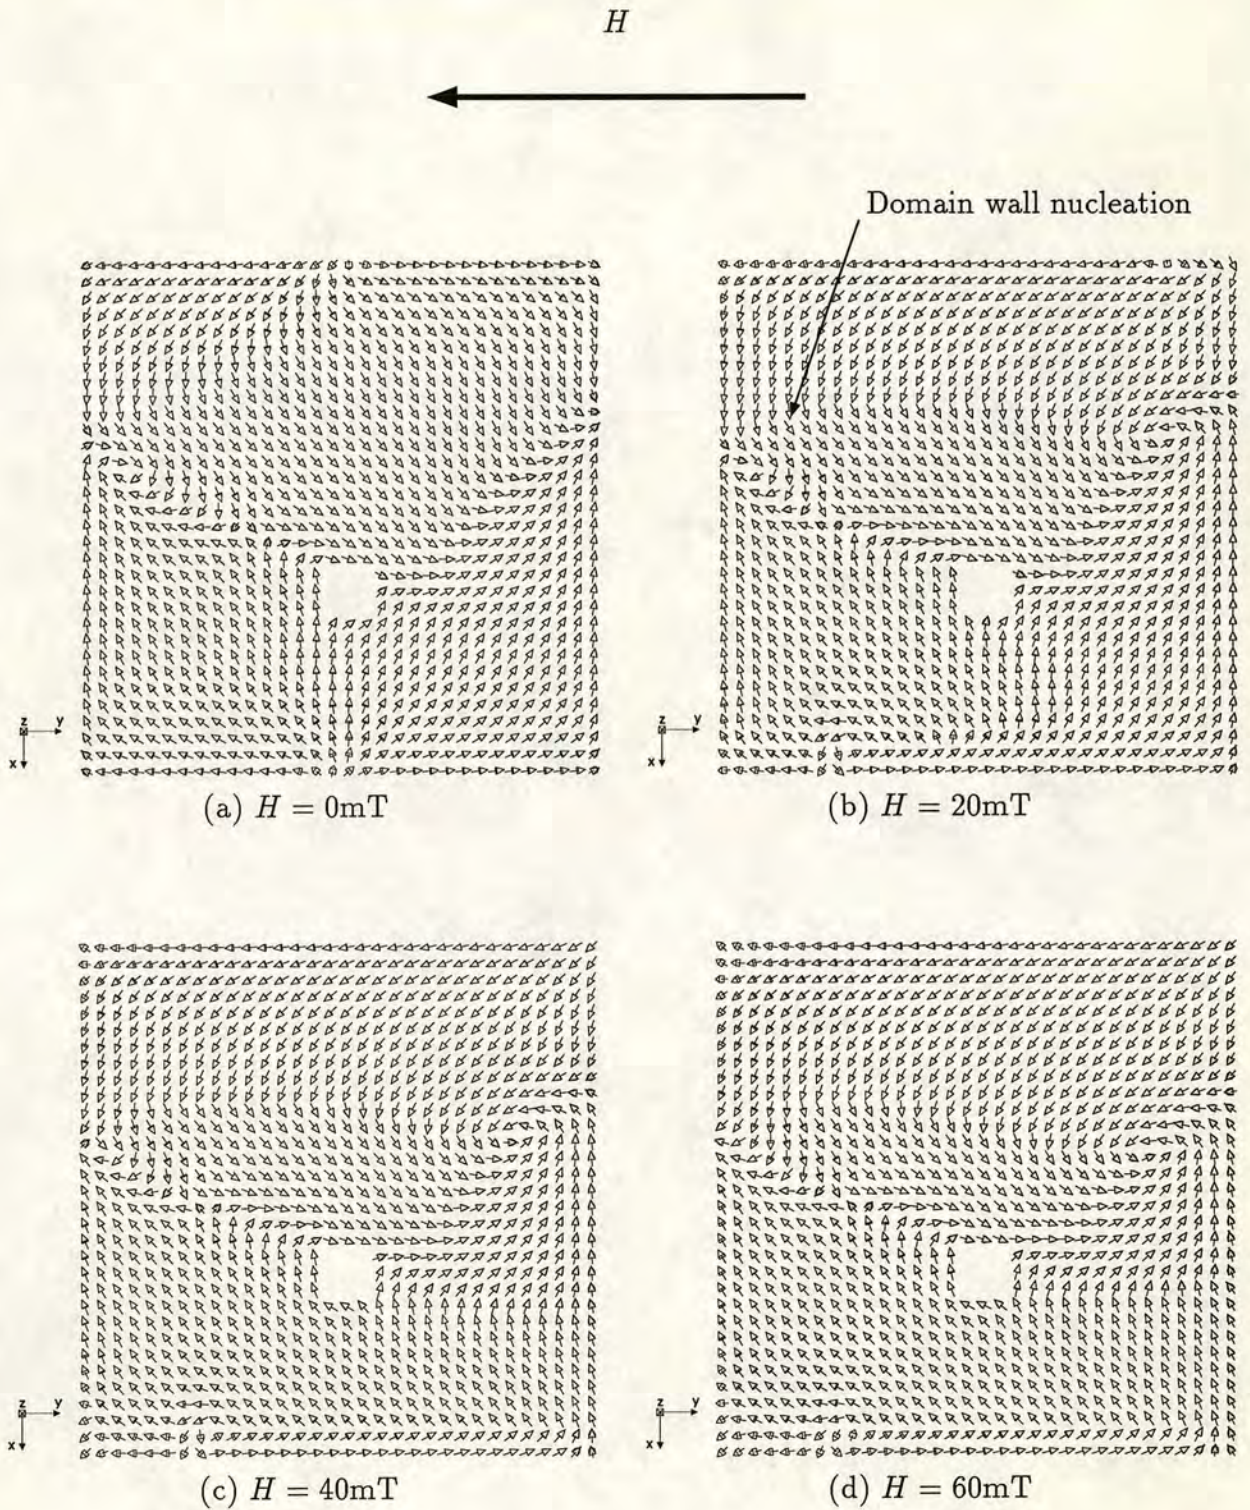 H
Domain wall nucleation
z y
x
z y
x
(a) H = 0mT
(b) H = 20mT
z y
x
z y
x
(c) H = 40mT
(d) H = 60mT